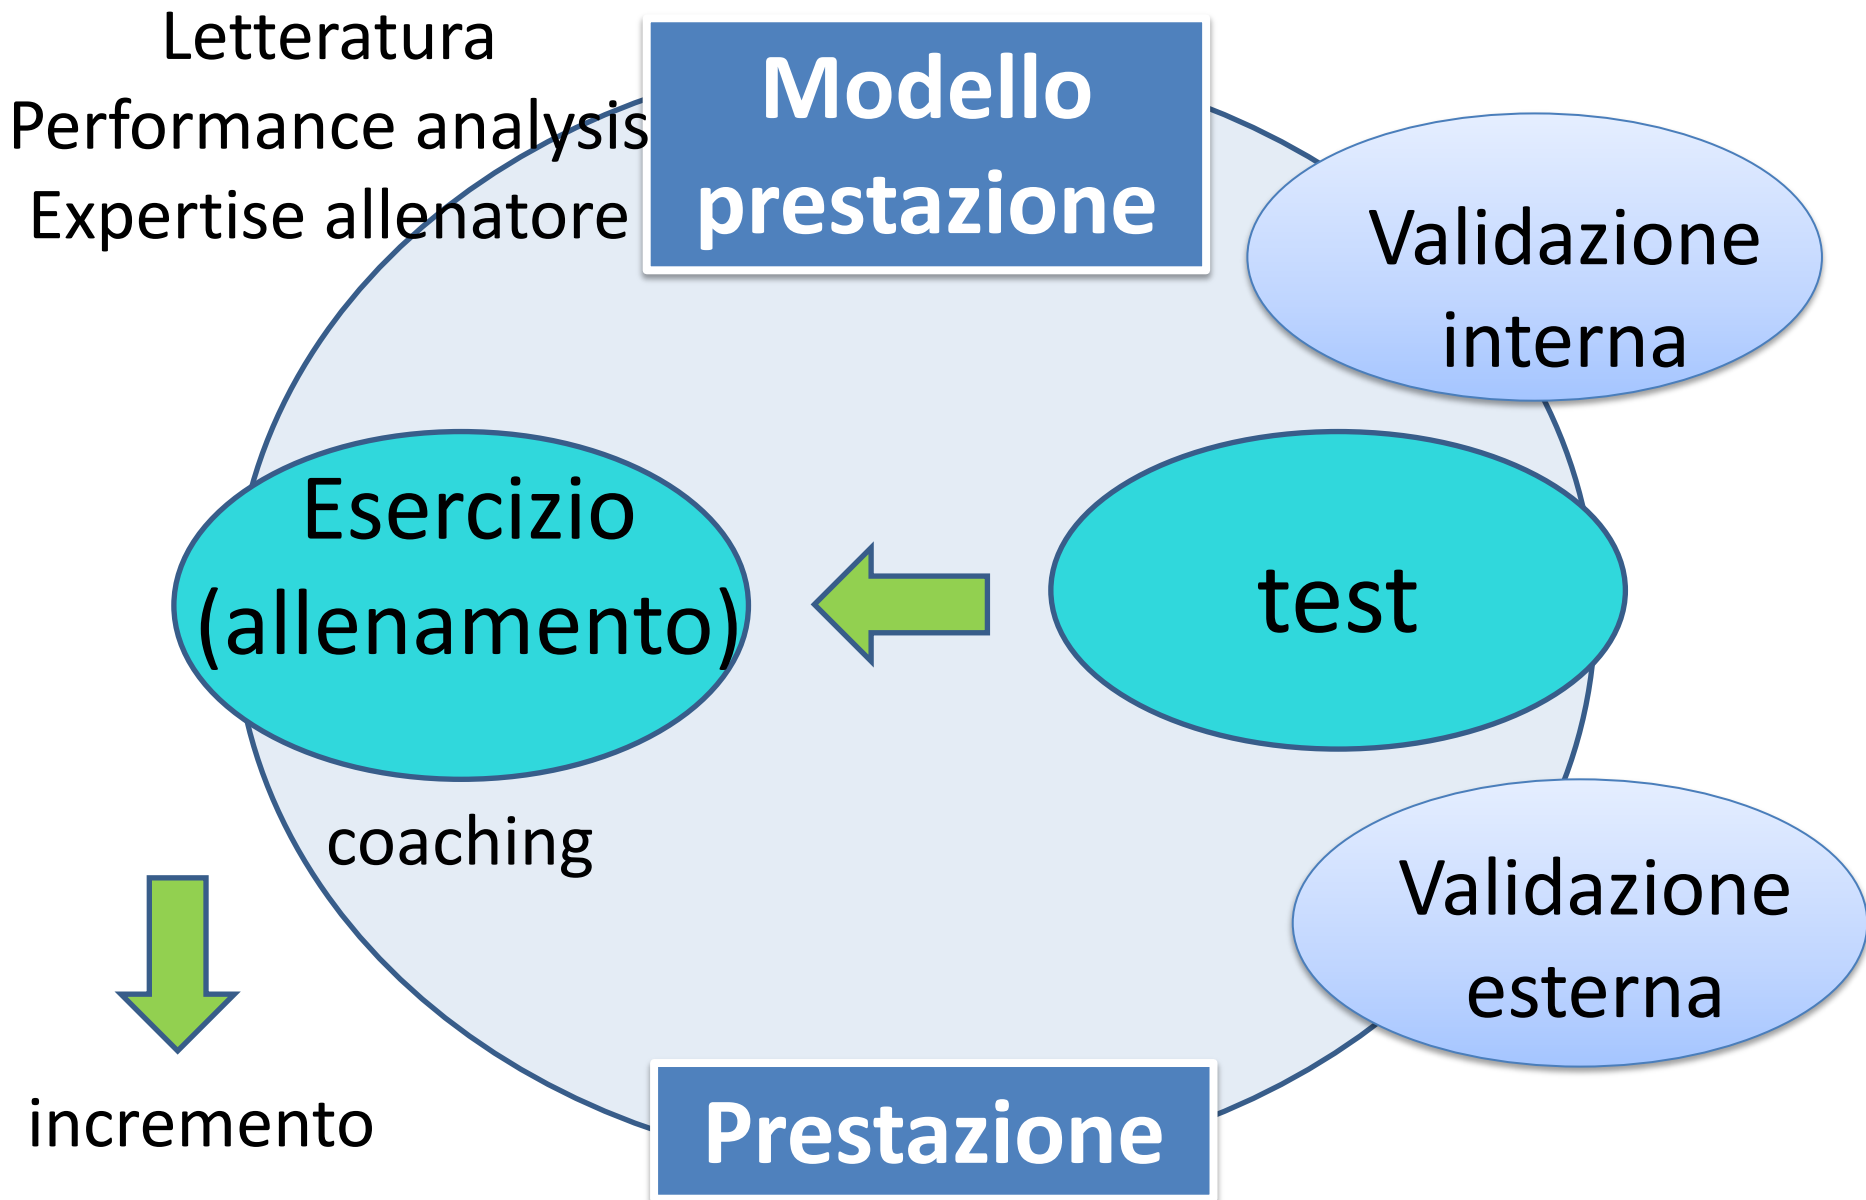 Letteratura
Performance analysis
Expertise allenatore
Modello
prestazione
Validazione
interna
Esercizio
(allenamento)
test
coaching
Validazione
esterna
incremento
Prestazione